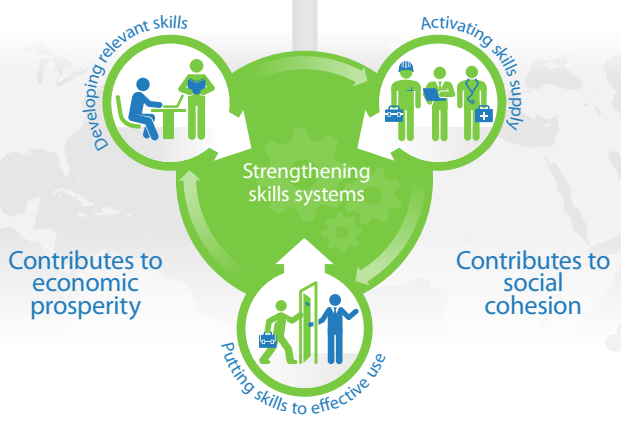 Developing relevant skills
Activating skills supply
Strengthening
skills systems
Contributes to
economic
prosperity
Contributes to
social
cohesion
Putting skills to effective use